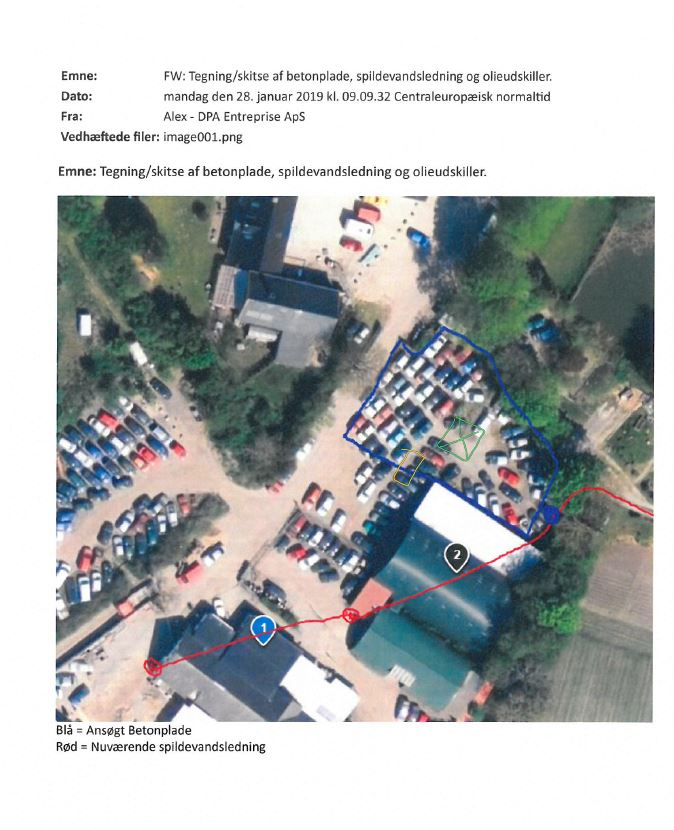 Emne: FW: Tegning/skitse af betonplade, spildevandsledning og olieudskiller.
Dato: mandag den 28. januar 2019 kl. 09.09.32 Centraleuropæisk normaltid
Fra: Alex - DPA Entreprise ApS
Vedhæftede filer: image001.png
Emne: Tegning/skitse af betonplade, spildevandsledning og olieudskiller.
2
1
Blå = Ansøgt Betonplade
Rød = Nuværende spildevandsledning